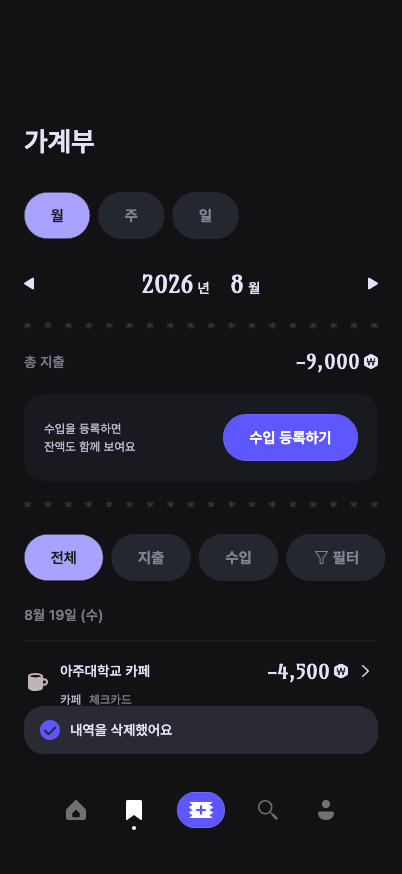 가계부
월 주 일
2026 년 8 월
* * * * * * * * * * * * * * * * * *
총 지출 -9,000 ₩
수입을 등록하면
잔액도 함께 보여요
수입 등록하기
* * * * * * * * * * * * * * * * * *
전체 지출 수입 필터
8월 19일 (수)
아주대학교 카페 -4,500 ₩
카페 체크카드
내역을 삭제했어요